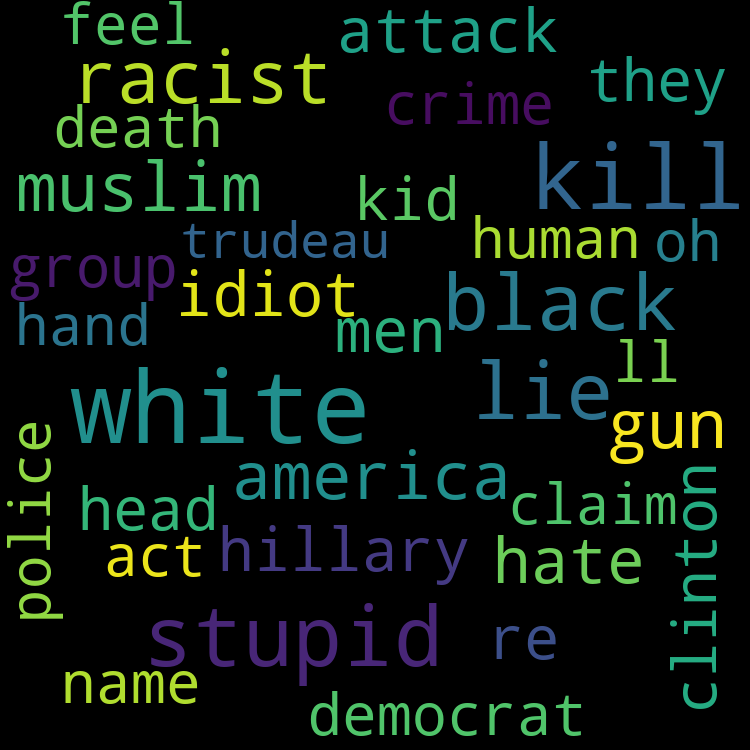 feel
attack
racist
they
crime
death
kill
muslim
kid
trudeau
human
oh
group
idiot
black
hand
men
ll
lie
white
gun
police
america
head
claim
clinton
act
hillary
hate
stupid
re
name
democrat